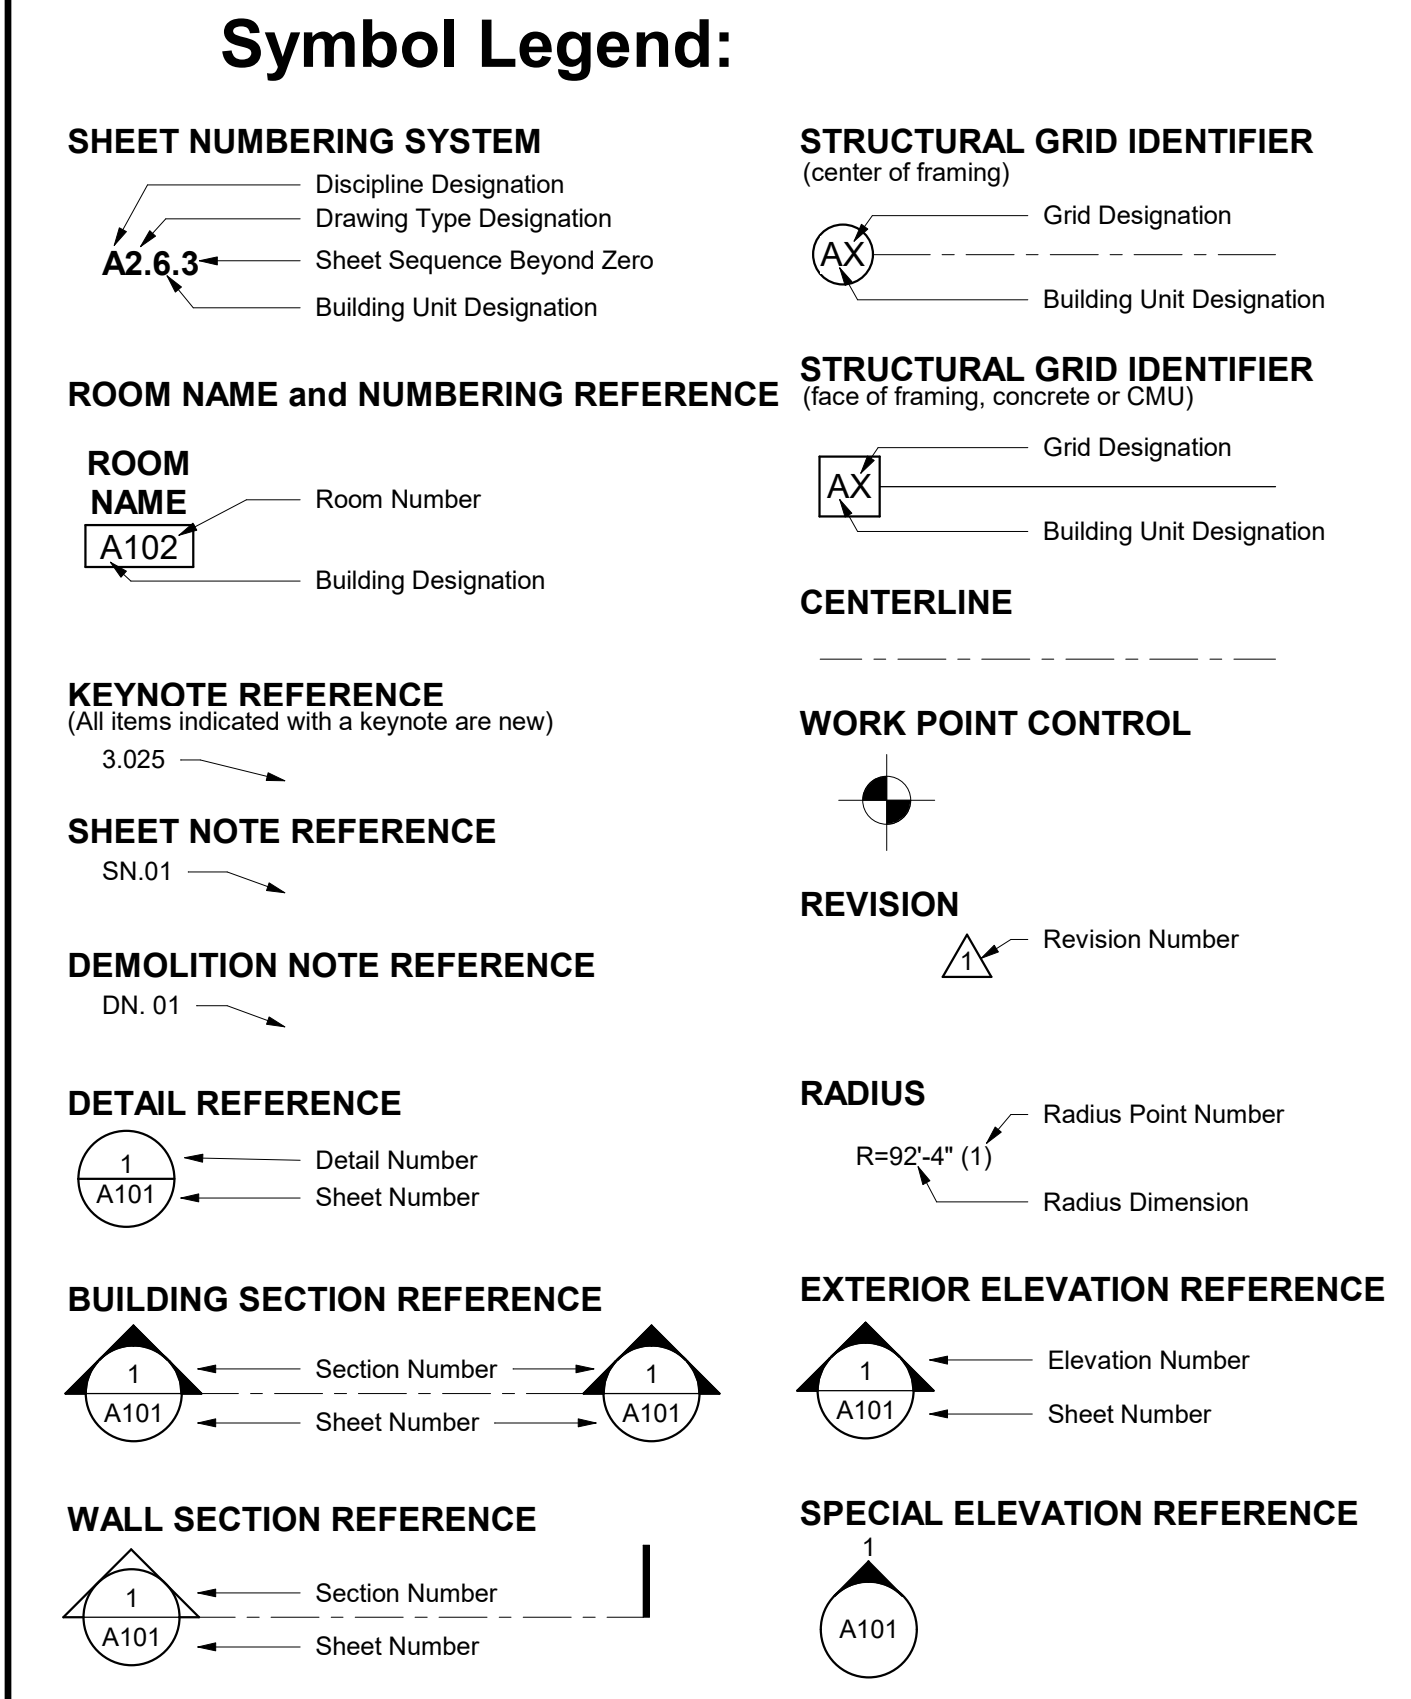 Symbol Legend:
SHEET NUMBERING SYSTEM
Discipline Designation
Drawing Type Designation
A2.6.3
Sheet Sequence Beyond Zero
Building Unit Designation
ROOM NAME and NUMBERING REFERENCE
ROOM
NAME
Room Number
A102
Building Designation
KEYNOTE REFERENCE
(All items indicated with a keynote are new)
3.025
SHEET NOTE REFERENCE
SN.01
DEMOLITION NOTE REFERENCE
DN. 01
DETAIL REFERENCE
1
Detail Number
A101
Sheet Number
BUILDING SECTION REFERENCE
1
Section Number
1
A101
Sheet Number
A101
WALL SECTION REFERENCE
1
Section Number
A101
Sheet Number
STRUCTURAL GRID IDENTIFIER
(center of framing)
Grid Designation
AX
Building Unit Designation
STRUCTURAL GRID IDENTIFIER
(face of framing, concrete or CMU)
Grid Designation
AX
Building Unit Designation
CENTERLINE
WORK POINT CONTROL
REVISION
Revision Number
1
RADIUS
Radius Point Number
R=92'-4" (1)
Radius Dimension
EXTERIOR ELEVATION REFERENCE
1
Elevation Number
A101
Sheet Number
SPECIAL ELEVATION REFERENCE
1
A101